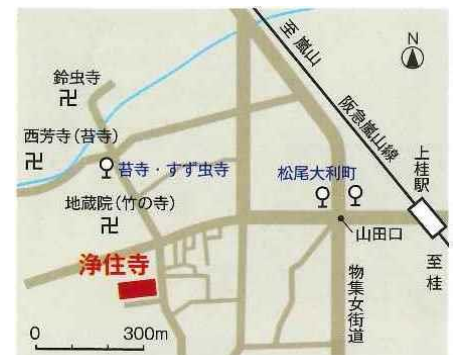 至 嵐山
N
鈴虫寺
阪急嵐山線
西芳寺(苔寺)
苔寺・すず虫寺
松尾大利町
上桂駅
地蔵院(竹の寺)
山田口
浄住寺
物集女街道
至 桂
0 300m